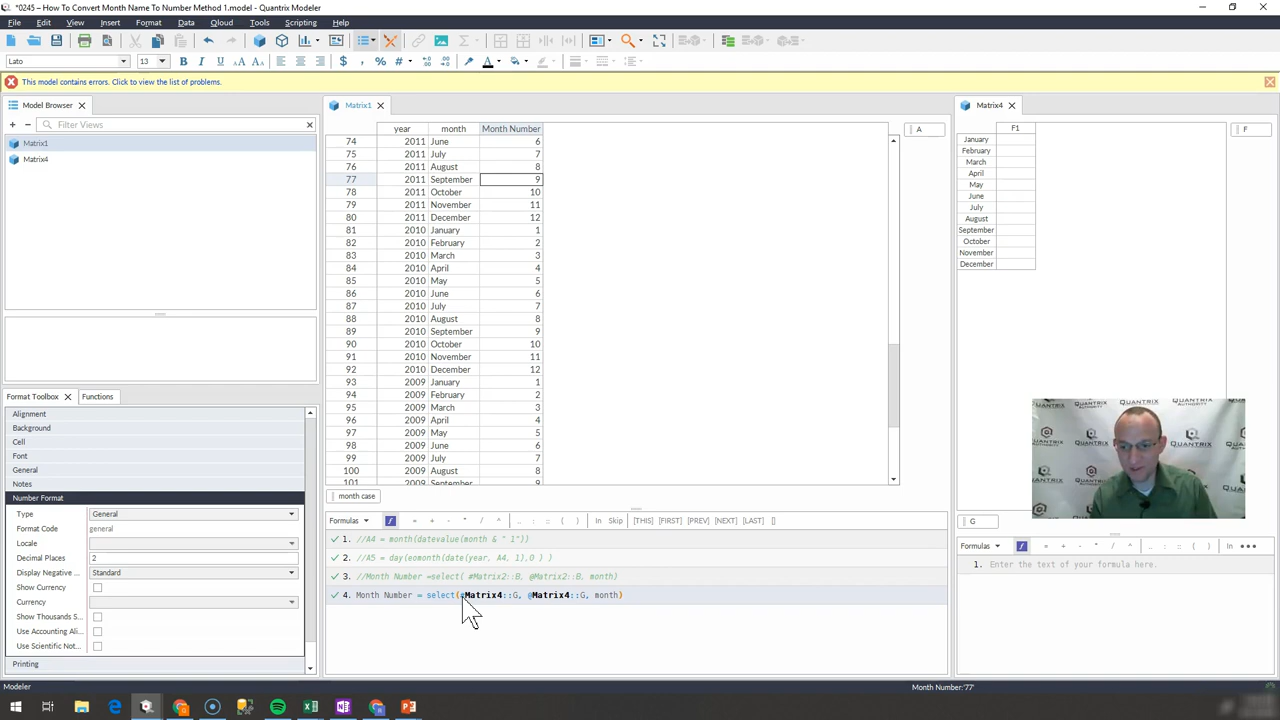 *0245 – How To Convert Month Name To Number Method 1.model - Quantrix Modeler
File Edit View Insert Format Data Qloud Tools Scripting Help
Lato 13 B I U A A $ % #
This model contains errors. Click to view the list of problems.
Model Browser
Filter Views
Matrix1
Matrix4
Format Toolbox Functions
Alignment
Background
Cell
Font
General
Notes
Number Format
Type General
Format Code general
Locale
Decimal Places 2
Display Negative ... Standard
Show Currency
Currency
Show Thousands S...
Use Accounting Ali...
Use Scientific Not...
Printing
Matrix1
A
year month Month Number
74 2011 June 6
75 2011 July 7
76 2011 August 8
77 2011 September 9
78 2011 October 10
79 2011 November 11
80 2011 December 12
81 2010 January 1
82 2010 February 2
83 2010 March 3
84 2010 April 4
85 2010 May 5
86 2010 June 6
87 2010 July 7
88 2010 August 8
89 2010 September 9
90 2010 October 10
91 2010 November 11
92 2010 December 12
93 2009 January 1
94 2009 February 2
95 2009 March 3
96 2009 April 4
97 2009 May 5
98 2009 June 6
99 2009 July 7
100 2009 August 8
101 2009 September 9
month case
Formulas = + - * / ^ .. : :: ( ) In Skip [THIS] [FIRST] [PREV] [NEXT] [LAST] []
1. //A4 = month(datevalue(month & " 1"))
2. //A5 = day(eomonth(date(year, A4, 1),0 ) )
3. //Month Number =select( #Matrix2::B, @Matrix2::B, month)
4. Month Number = select(Matrix4::G, @Matrix4::G, month)
Matrix4
F
F1
January
February
March
April
May
June
July
August
September
October
November
December
QUANTRIX AUTHORITY
G
Formulas = + - * / ^ .. : :: ( ) In
1. Enter the text of your formula here.
Modeler
Month Number:'77'